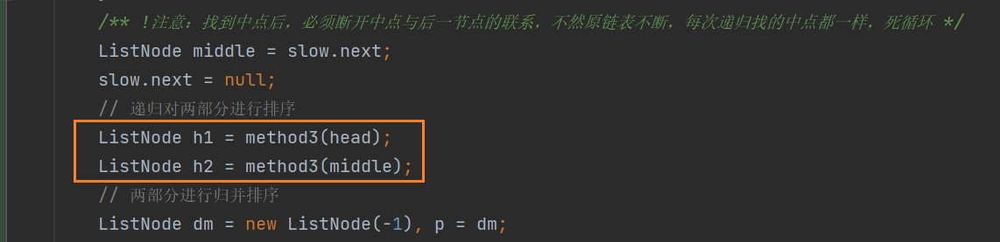 /** !注意：找到中点后，必须断开中点与后一节点的联系，不然原链表不断，每次递归找的中点都一样，死循环 */
ListNode middle = slow.next;
slow.next = null;
// 递归对两部分进行排序
ListNode h1 = method3(head);
ListNode h2 = method3(middle);
// 两部分进行归并排序
ListNode dm = new ListNode(-1), p = dm;